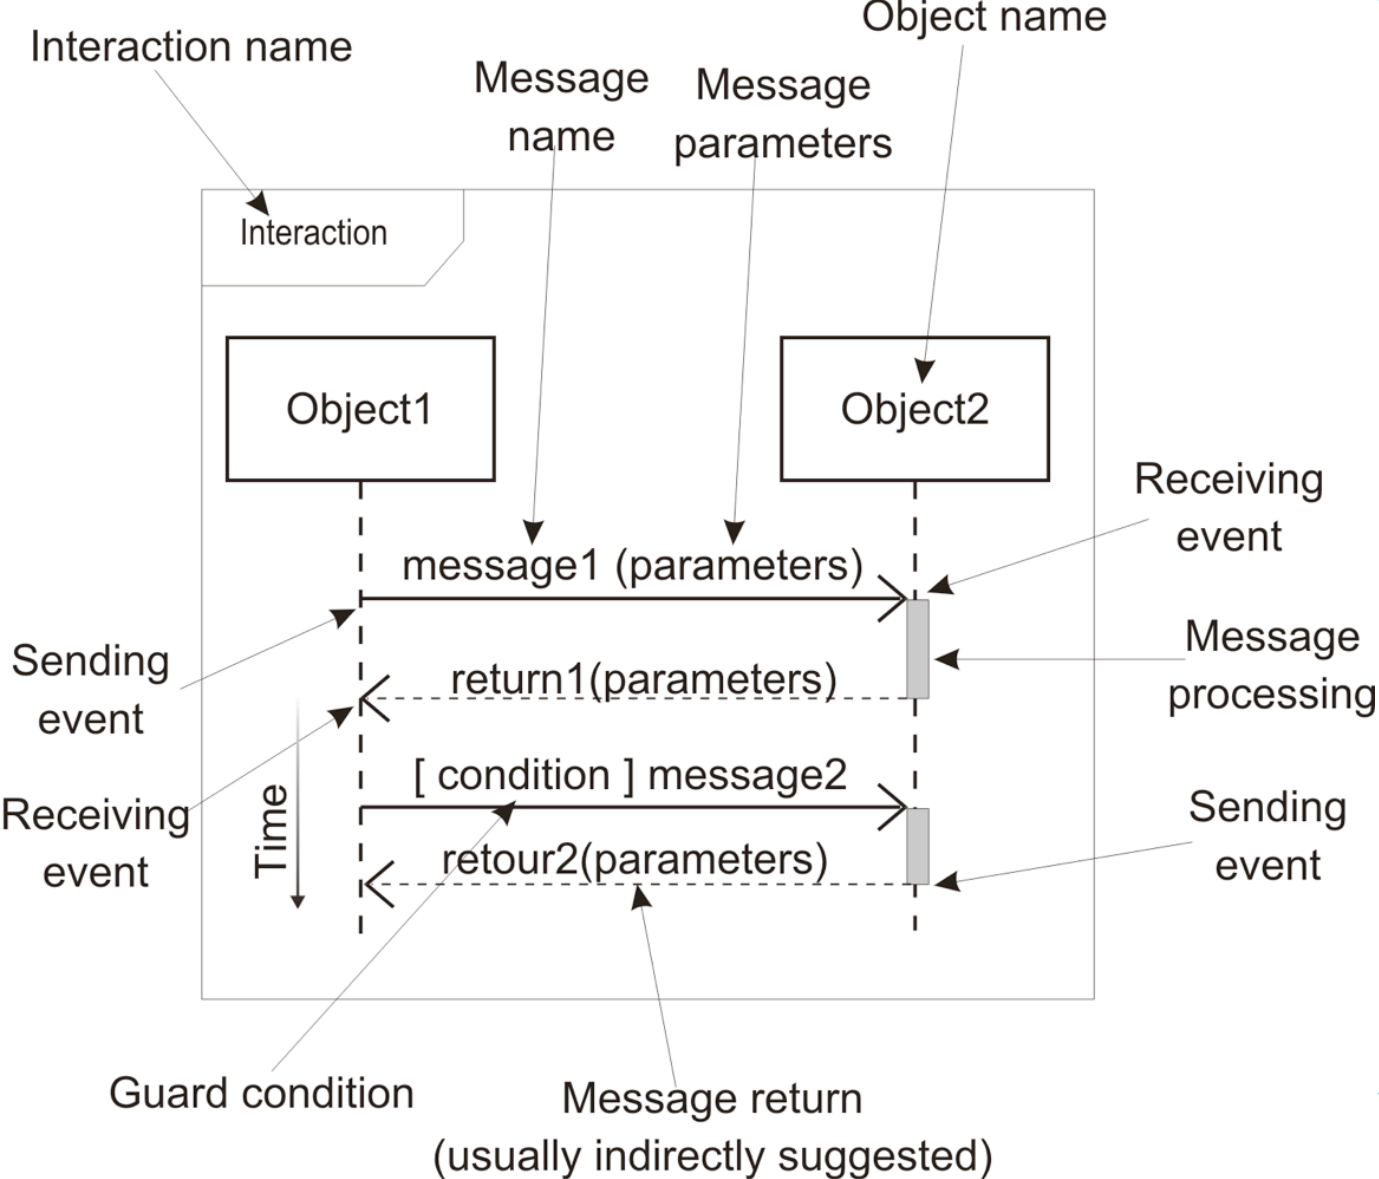 Object name
Interaction name
Message
name
Message
parameters
Interaction
Object1
Object2
Receiving
event
message1 (parameters)
Sending
event
Message
processing
return1(parameters)
[ condition ] message2
Receiving
event
Time
Sending
event
retour2(parameters)
Guard condition
Message return
(usually indirectly suggested)